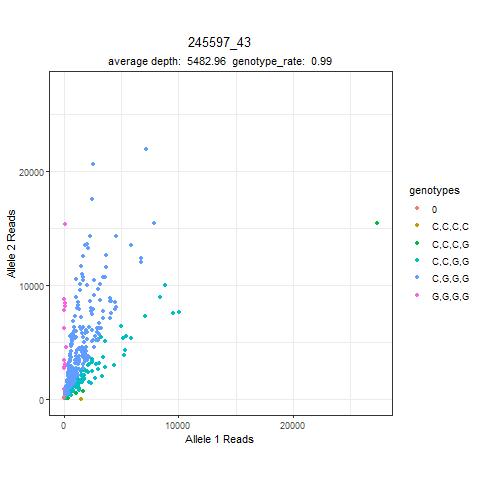 245597_43
average depth: 5482.96 genotype_rate: 0.99
Allele 2 Reads
20000
10000
0
0
10000
20000
Allele 1 Reads
genotypes
0
C,C,C,C
C,C,C,G
C,C,G,G
C,G,G,G
G,G,G,G